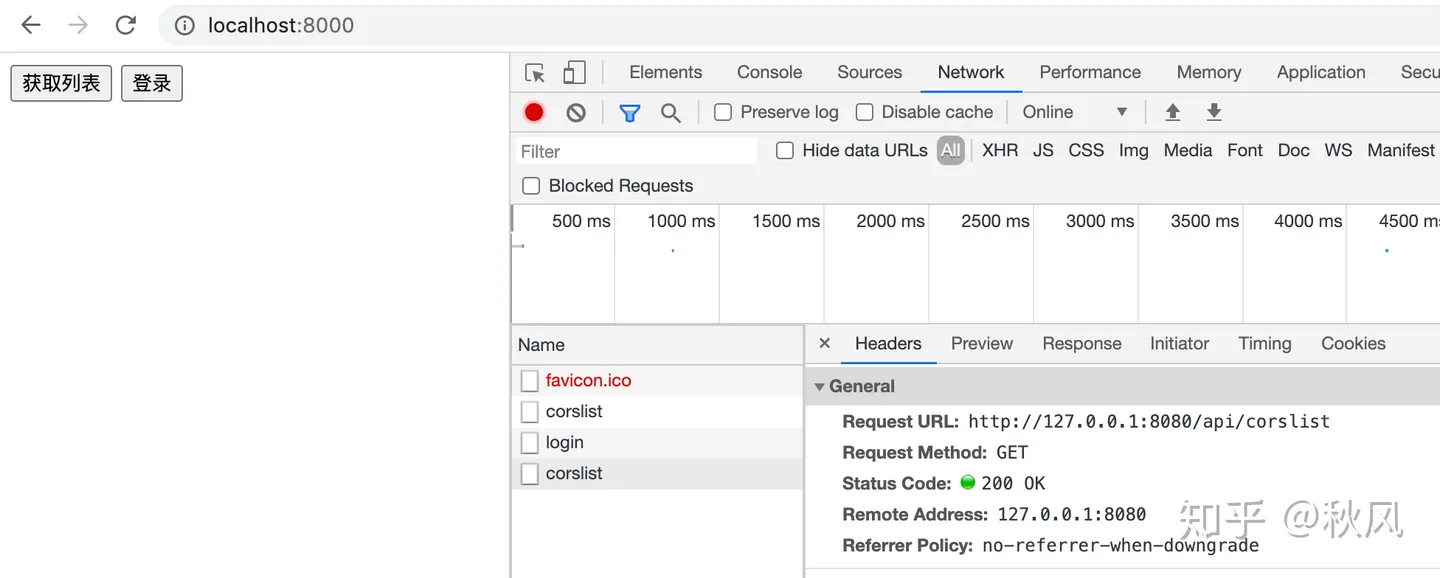 localhost:8000
获取列表 登录
Elements Console Sources Network Performance Memory Application Secu
Preserve log Disable cache Online
Filter Hide data URLs All XHR JS CSS Img Media Font Doc WS Manifest
Blocked Requests
500 ms 1000 ms 1500 ms 2000 ms 2500 ms 3000 ms 3500 ms 4000 ms 4500 ms
Name Headers Preview Response Initiator Timing Cookies
favicon.ico
General
corslist
Request URL: http://127.0.0.1:8080/api/corslist
login
Request Method: GET
corslist
Status Code: 200 OK
Remote Address: 127.0.0.1:8080
Referrer Policy: no-referrer-when-downgrade
知乎 @秋风